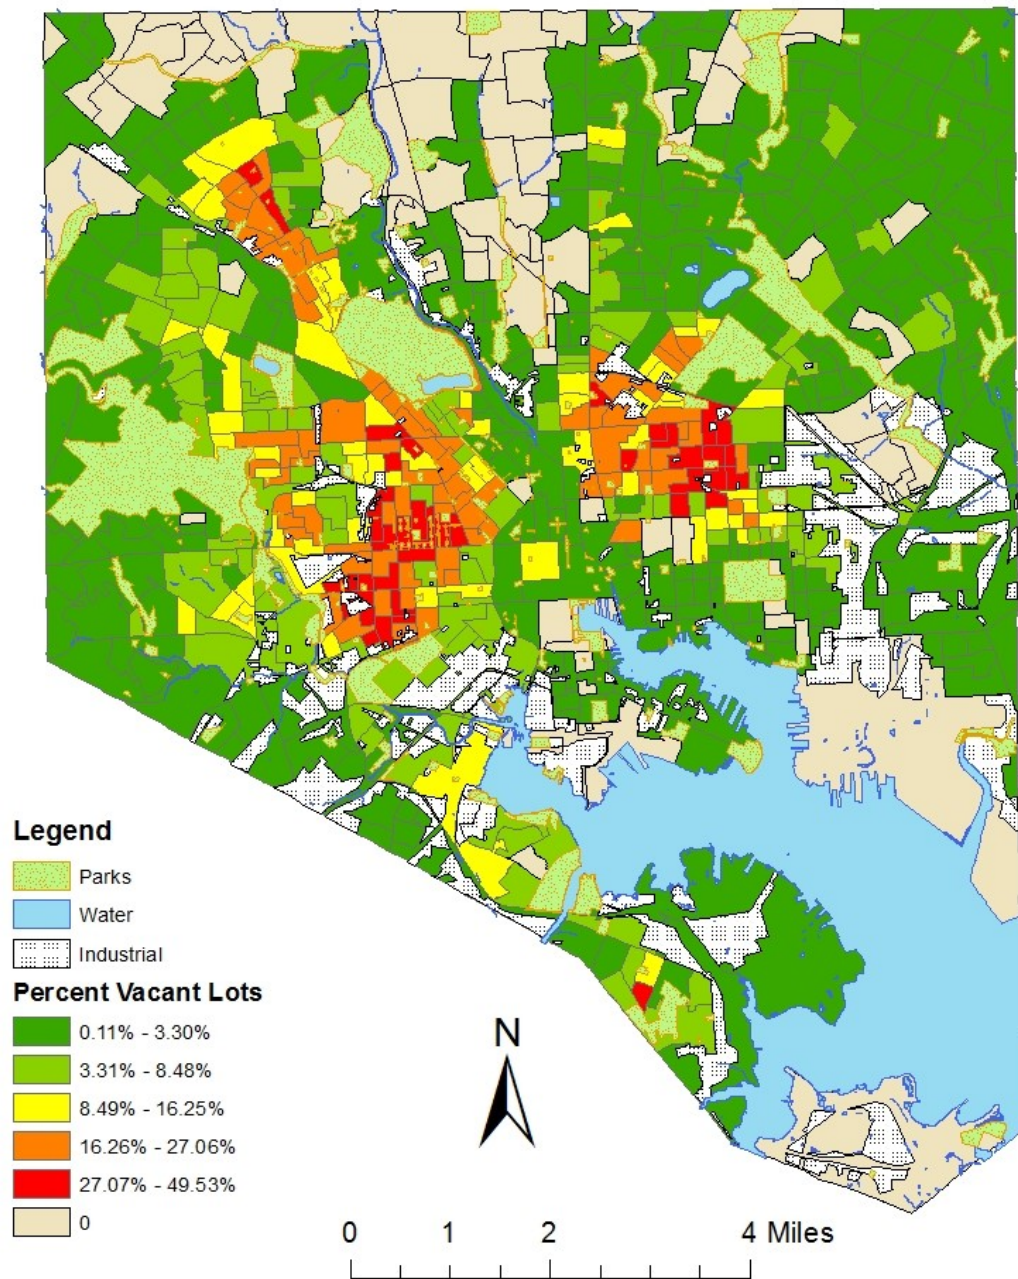 Legend
Parks
Water
Industrial
Percent Vacant Lots
0.11% - 3.30%
3.31% - 8.48%
8.49% - 16.25%
16.26% - 27.06%
27.07% - 49.53%
0
N
0 1 2 4 Miles